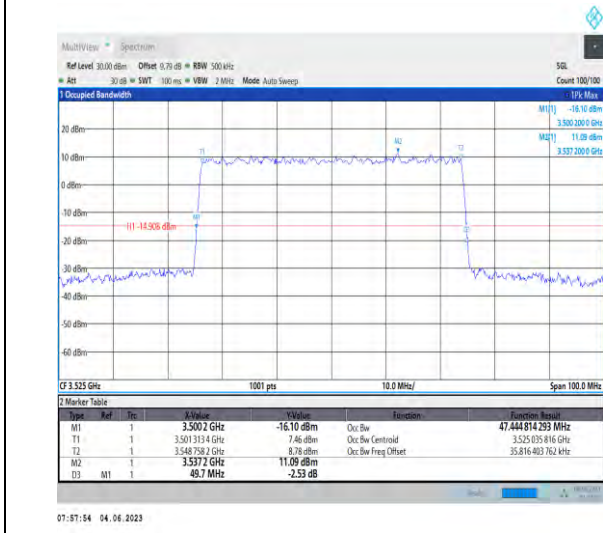 MultiView Spectrum
Ref Level 30.00 dBm Offset 9.79 dB RBW 500 kHz SGL
Att 30 dB SWT 100 ms VBW 2 MHz Mode Auto Sweep Count 100/100
1 Occupied Bandwidth 1Pk Max
M1[1] -16.10 dBm
3.500 200 0 GHz
M2[1] 11.09 dBm
3.537 200 0 GHz
20 dBm
T1 M2 T2
10 dBm
0 dBm
-10 dBm
M1
H1 -14.906 dBm
D3
-20 dBm
-30 dBm
-40 dBm
-50 dBm
-60 dBm
CF 3.525 GHz 1001 pts 10.0 MHz/ Span 100.0 MHz
2 Marker Table
Type Ref Trc X-Value Y-Value Function Function Result
M1 1 3.500 2 GHz -16.10 dBm Occ Bw 47.444 814 293 MHz
T1 1 3.501 313 4 GHz 7.46 dBm Occ Bw Centroid 3.525 035 816 GHz
T2 1 3.548 758 2 GHz 8.78 dBm Occ Bw Freq Offset 35.816 403 762 kHz
M2 1 3.537 2 GHz 11.09 dBm
D3 M1 1 49.7 MHz -2.53 dB
07:57:54 04.06.2023